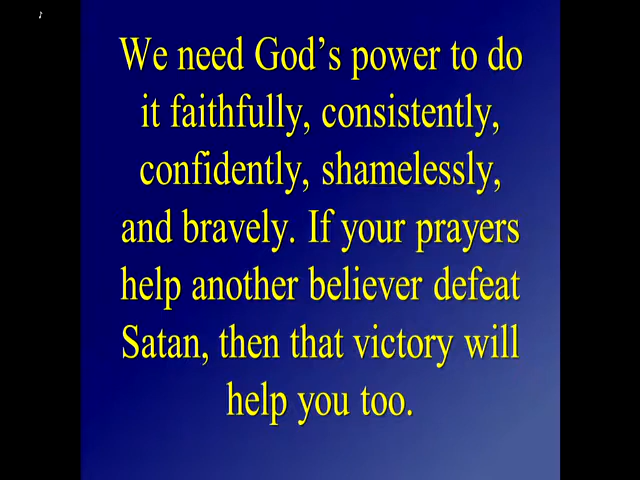 We need God’s power to do
it faithfully, consistently,
confidently, shamelessly,
and bravely. If your prayers
help another believer defeat
Satan, then that victory will
help you too.